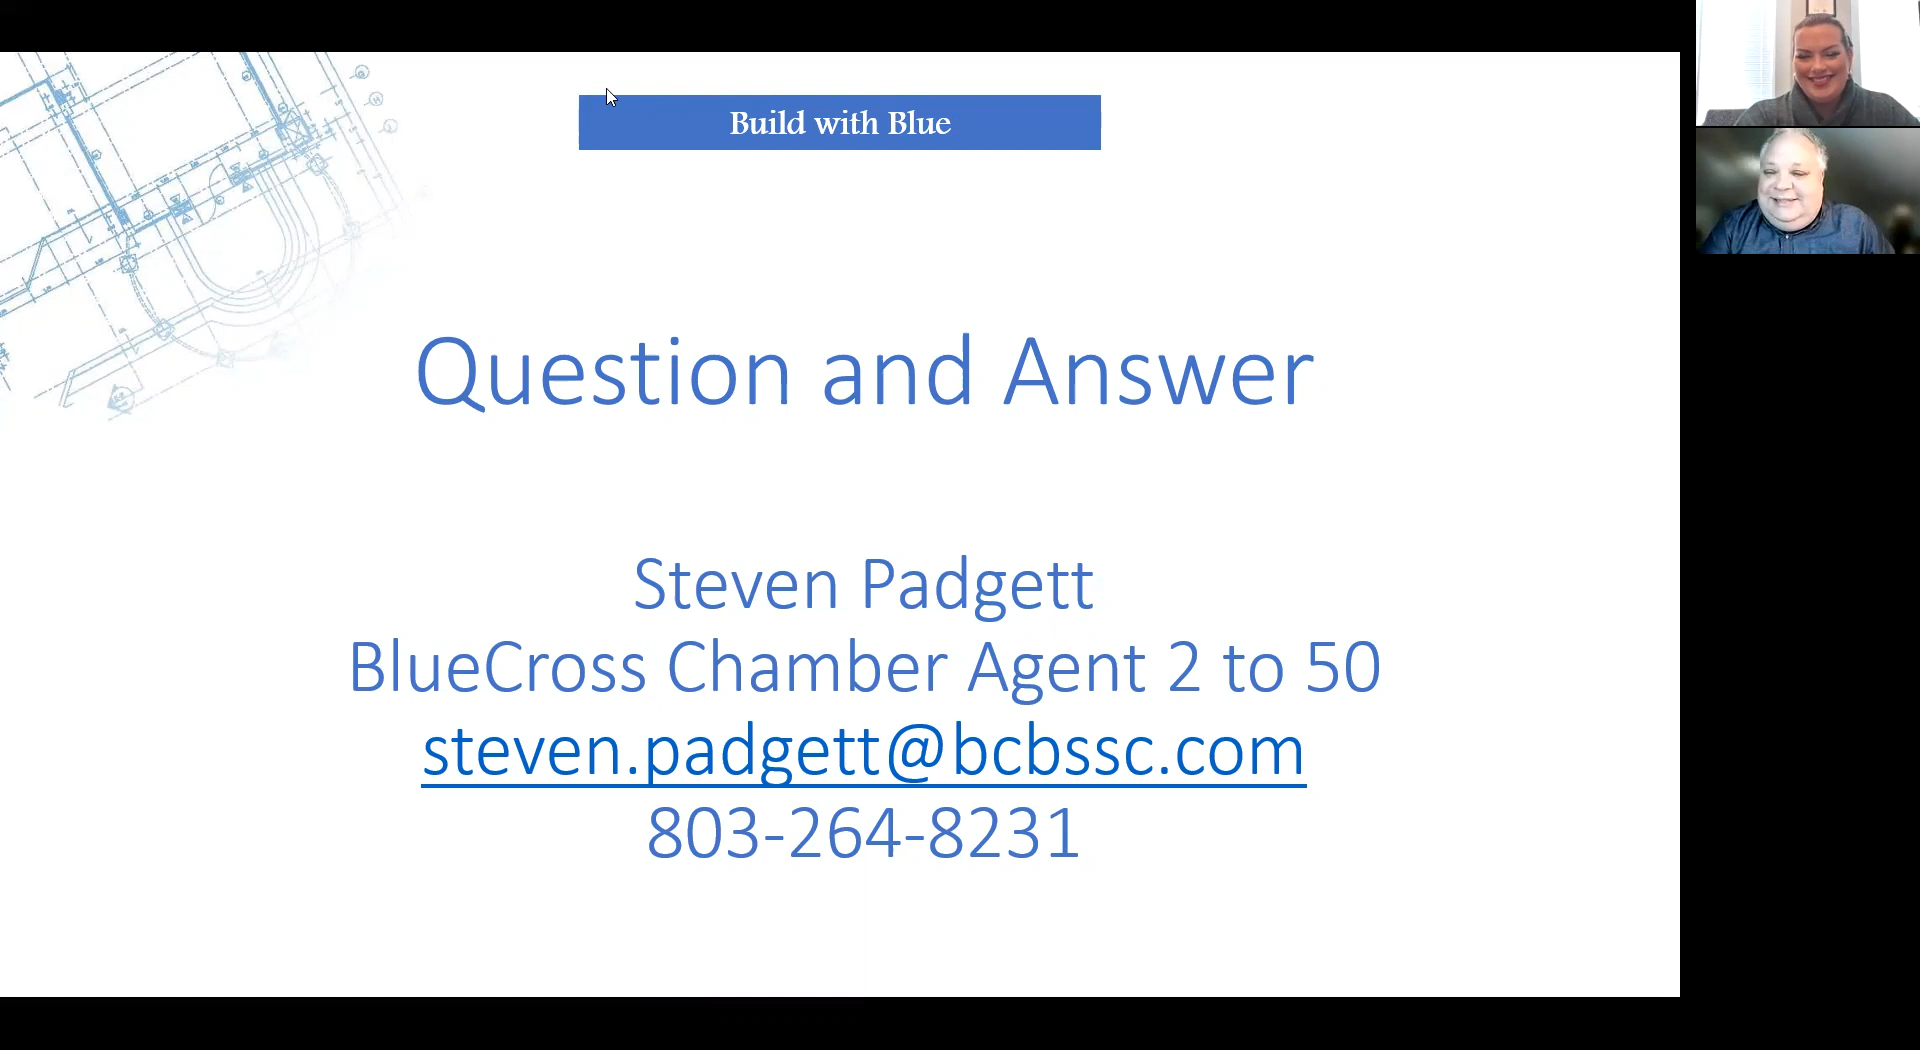 Build with Blue
Question and Answer
Steven Padgett
BlueCross Chamber Agent 2 to 50
steven.padgett@bcbssc.com
803-264-8231